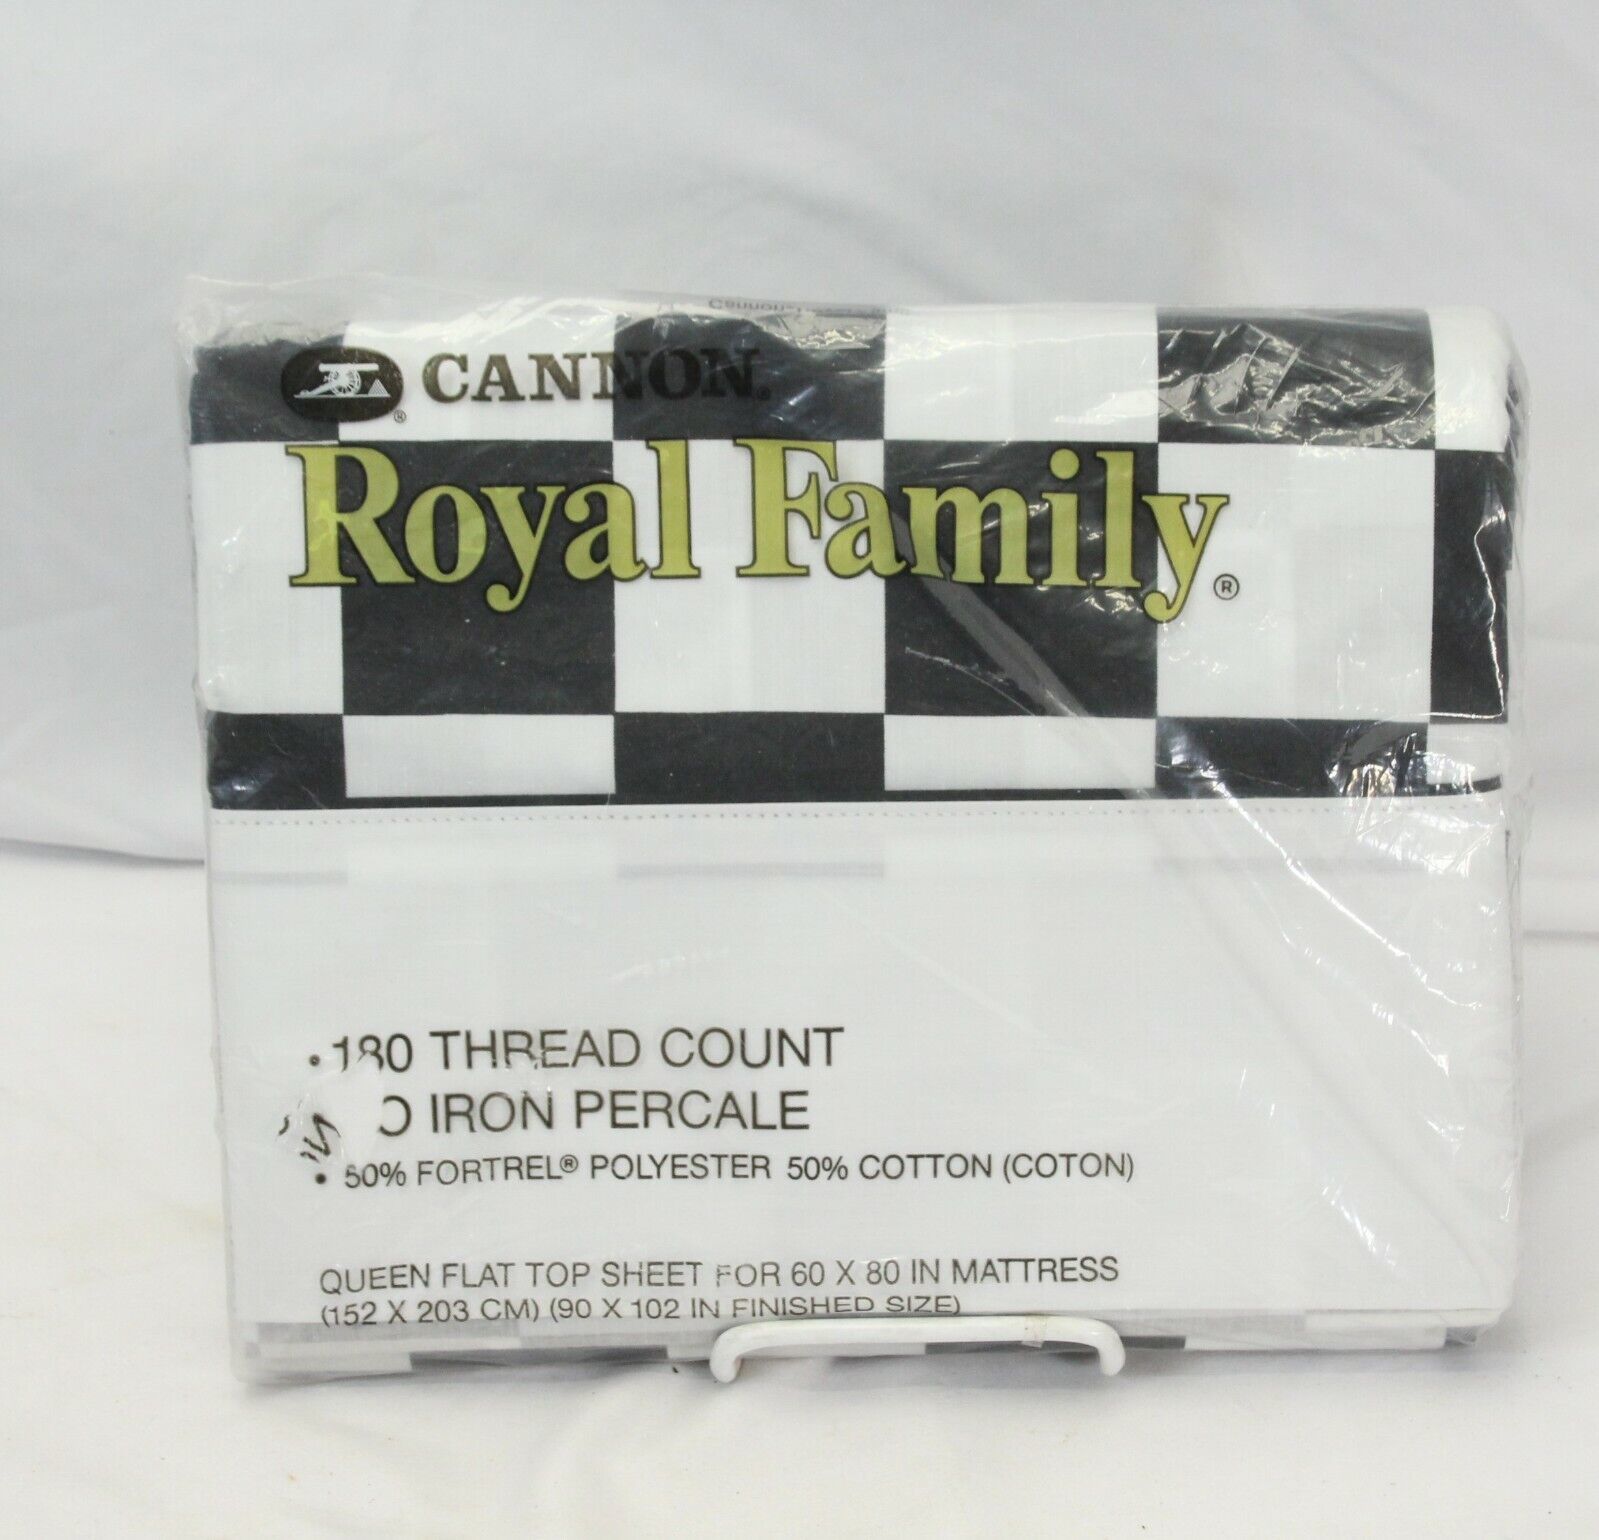 CANNON®
®
Royal Family®
• 180 THREAD COUNT
IRON PERCALE
• 50% FORTREL® POLYESTER 50% COTTON (COTON)
QUEEN FLAT TOP SHEET FOR 60 X 80 IN MATTRESS
(152 X 203 CM) (90 X 102 IN FINISHED SIZE)